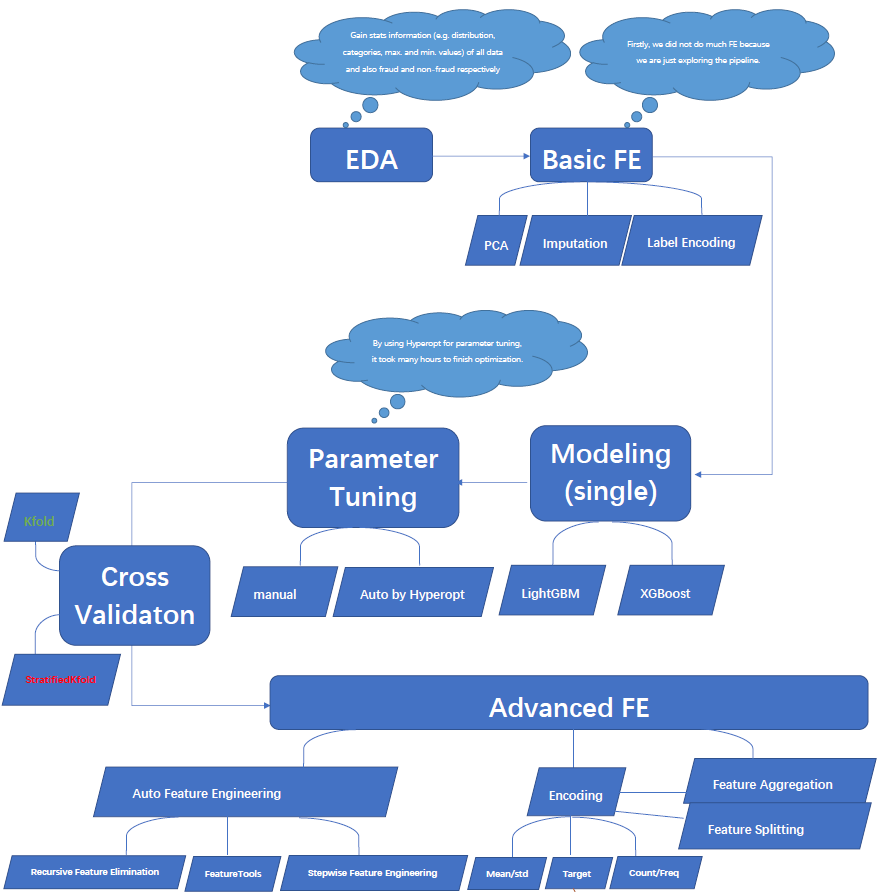 Gain stats information (e.g. distribution,
categories, max. and min. values) of all data
and also fraud and non-fraud respectively
Firstly, we did not do much FE because
we are just exploring the pipeline.
EDA
Basic FE
PCA
Imputation
Label Encoding
By using Hyperopt for parameter tuning,
it took many hours to finish optimization.
Parameter
Tuning
Modeling
(single)
Kfold
Cross
Validaton
manual
Auto by Hyperopt
LightGBM
XGBoost
StratifiedKfold
Advanced FE
Auto Feature Engineering
Encoding
Feature Aggregation
Feature Splitting
Recursive Feature Elimination
FeatureTools
Stepwise Feature Engineering
Mean/std
Target
Count/Freq